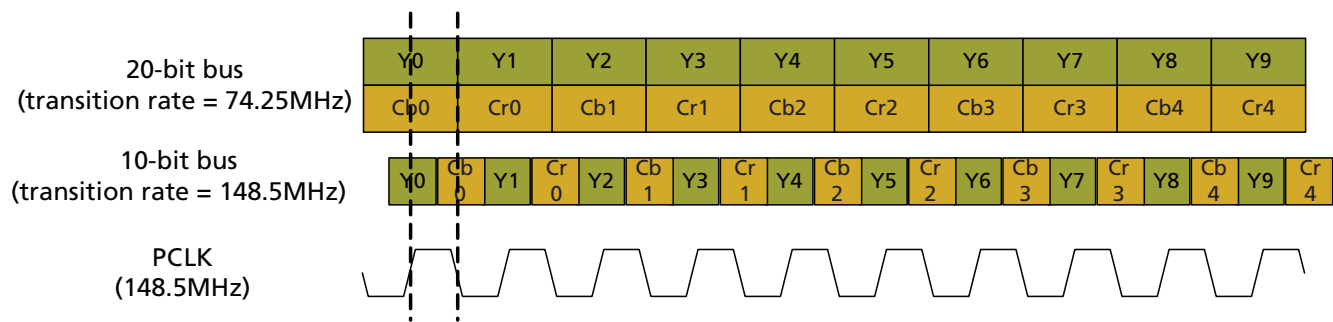 20-bit bus
(transition rate = 74.25MHz)
Y0 Y1 Y2 Y3 Y4 Y5 Y6 Y7 Y8 Y9
Cb0 Cr0 Cb1 Cr1 Cb2 Cr2 Cb3 Cr3 Cb4 Cr4
10-bit bus
(transition rate = 148.5MHz)
Y0 Cb 0 Y1 Cr 0 Y2 Cb 1 Y3 Cr 1 Y4 Cb 2 Y5 Cr 2 Y6 Cb 3 Y7 Cr 3 Y8 Cb 4 Y9 Cr 4
PCLK
(148.5MHz)